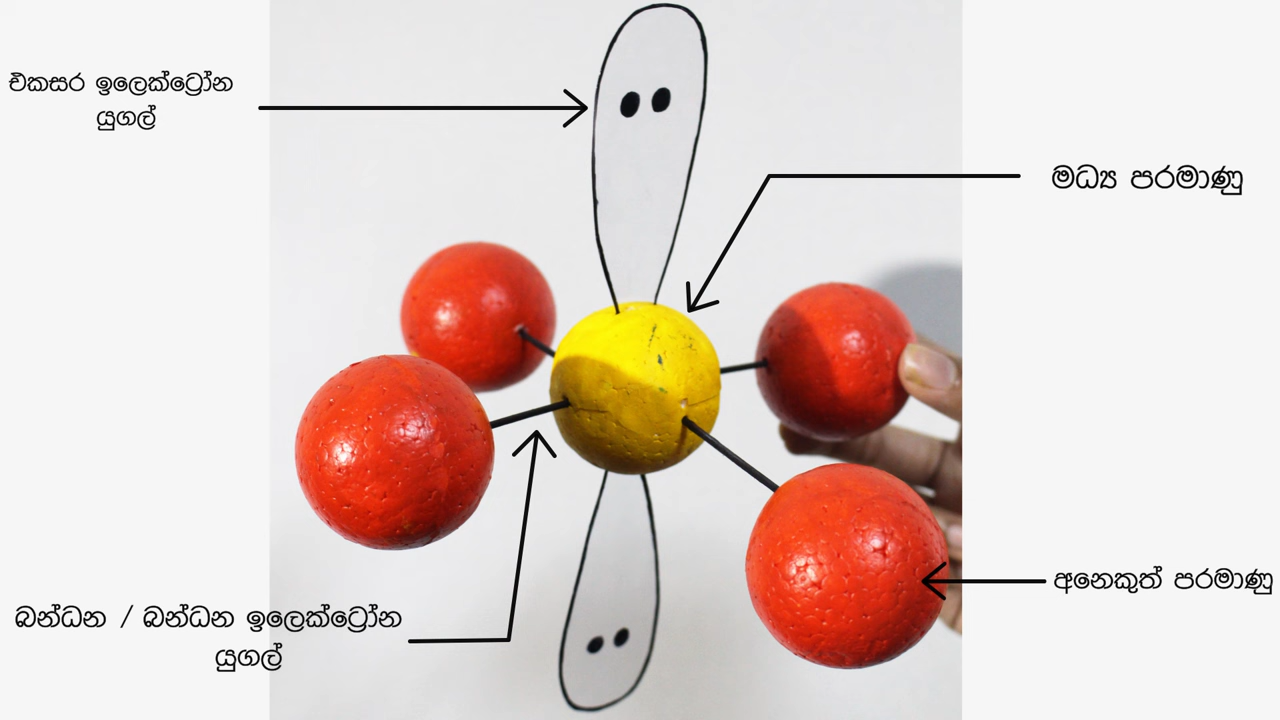 එකසර ඉලෙක්ට්‍රෝන
යුගල්
මධ්‍ය පරමාණු
අනෙකුත් පරමාණු
බන්ධන / බන්ධන ඉලෙක්ට්‍රෝන
යුගල්